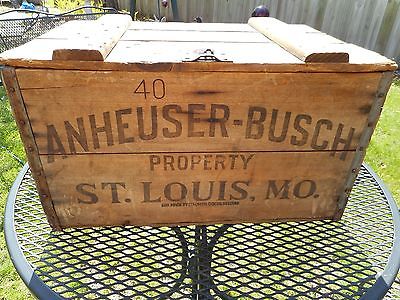 40
ANHEUSER-BUSCH
PROPERTY
ST. LOUIS, MO.